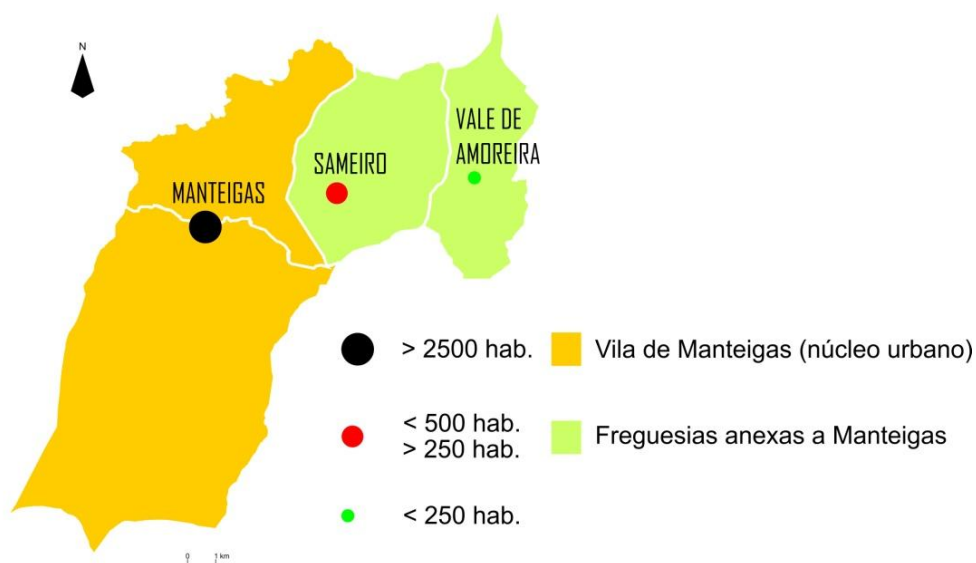 N
VALE DE
AMOREIRA
SAMEIRO
MANTEIGAS
> 2500 hab.
Vila de Manteigas (núcleo urbano)
< 500 hab.
> 250 hab.
Freguesias anexas a Manteigas
< 250 hab.
0 1 km